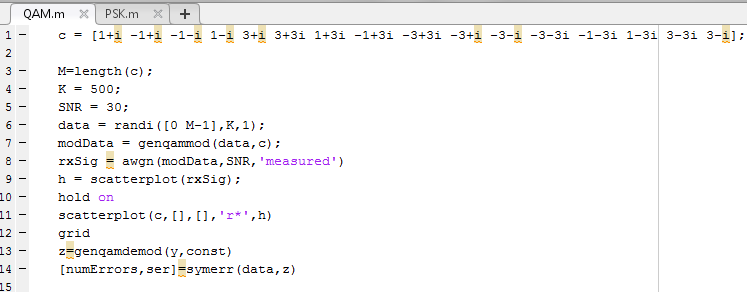 QAM.m × PSK.m × +
1 – c = [1+i -1+i -1-i 1-i 3+i 3+3i 1+3i -1+3i -3+3i -3+i -3-i -3-3i -1-3i 1-3i 3-3i 3-i];
2
3 – M=length(c);
4 – K = 500;
5 – SNR = 30;
6 – data = randi([0 M-1],K,1);
7 – modData = genqammod(data,c);
8 – rxSig = awgn(modData,SNR,'measured')
9 – h = scatterplot(rxSig);
10 – hold on
11 – scatterplot(c,[],[],'r*',h)
12 – grid
13 – z=genqamdemod(y,const)
14 – [numErrors,ser]=symerr(data,z)
15